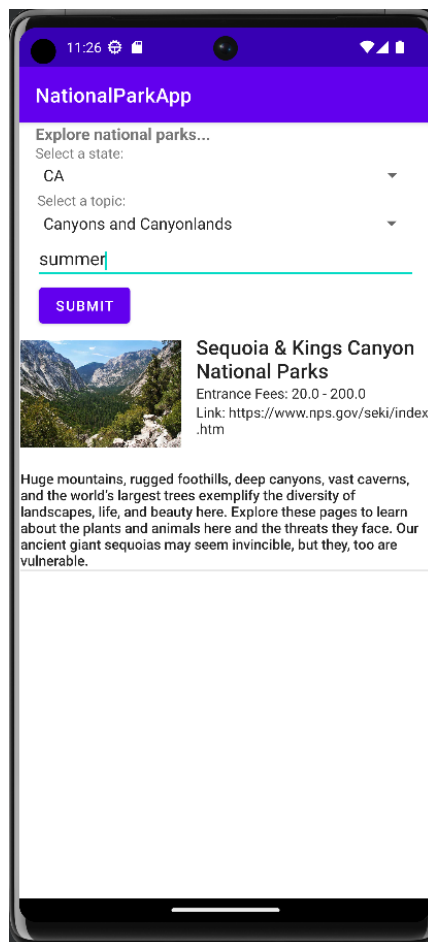 11:26
NationalParkApp
Explore national parks...
Select a state:
CA
Select a topic:
Canyons and Canyonlands
summer
SUBMIT
Sequoia & Kings Canyon
National Parks
Entrance Fees: 20.0 - 200.0
Link: https://www.nps.gov/seki/index
.htm
Huge mountains, rugged foothills, deep canyons, vast caverns,
and the world's largest trees exemplify the diversity of
landscapes, life, and beauty here. Explore these pages to learn
about the plants and animals here and the threats they face. Our
ancient giant sequoias may seem invincible, but they, too are
vulnerable.